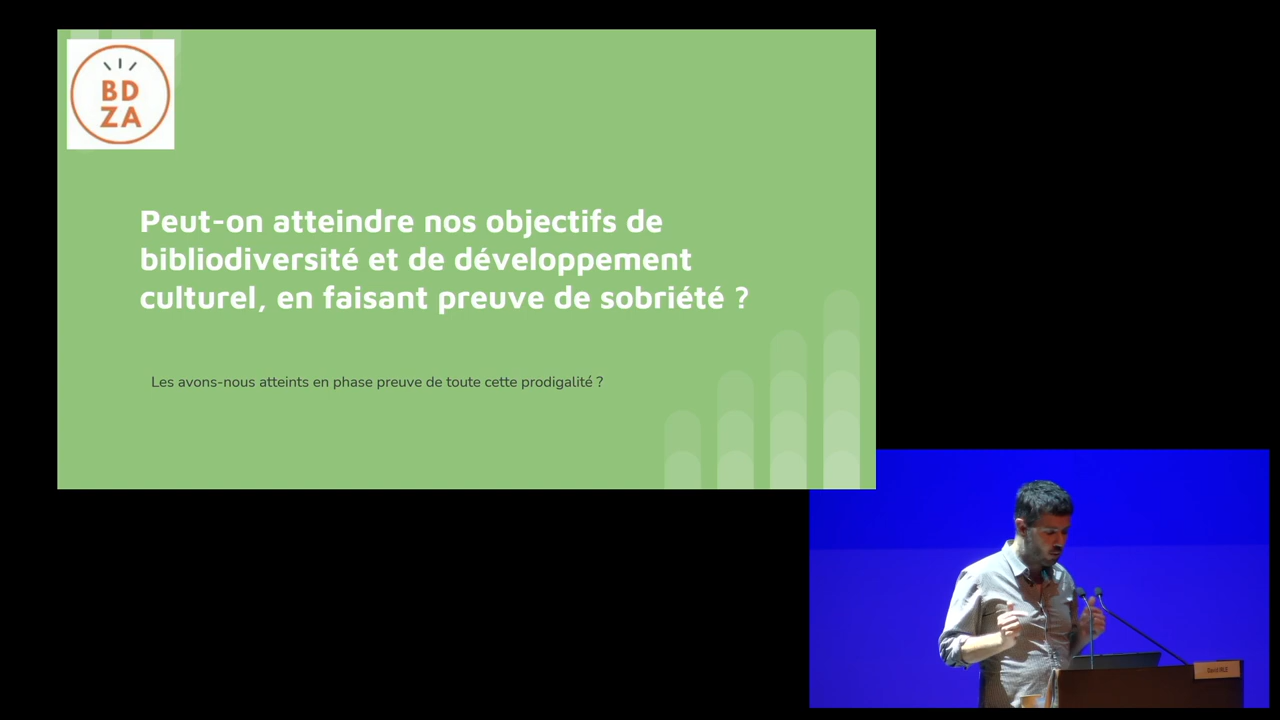 BD
ZA
Peut-on atteindre nos objectifs de
bibliodiversité et de développement
culturel, en faisant preuve de sobriété ?
Les avons-nous atteints en phase preuve de toute cette prodigalité ?